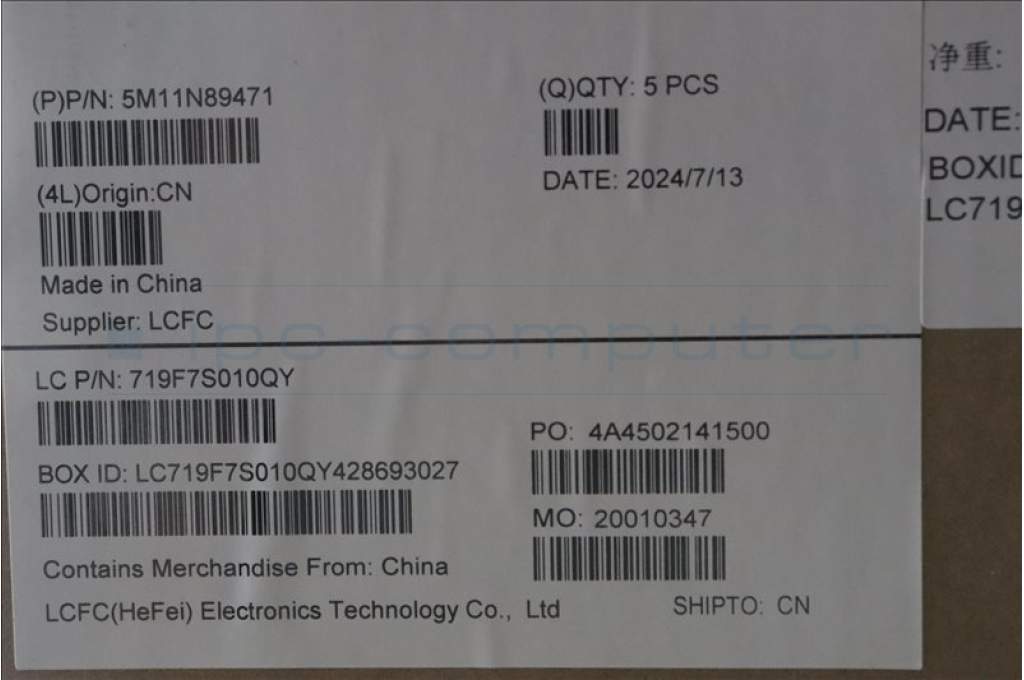 (P)P/N: 5M11N89471
(Q)QTY: 5 PCS
DATE: 2024/7/13
(4L)Origin:CN
Made in China
Supplier: LCFC
ipc-computer
LC P/N: 719F7S010QY
PO: 4A4502141500
BOX ID: LC719F7S010QY428693027
MO: 20010347
Contains Merchandise From: China
LCFC(HeFei) Electronics Technology Co., Ltd
SHIPTO: CN
净重:
DATE:
BOXID
LC719